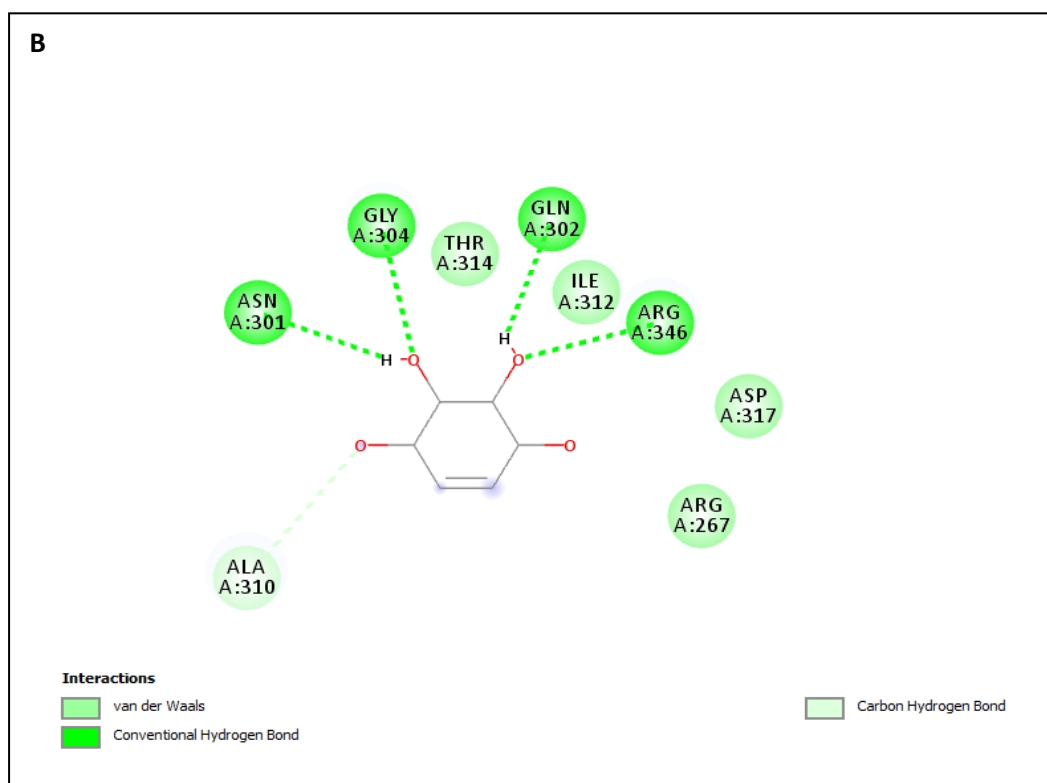 B
GLY
A:304
GLN
A:302
THR
A:314
ILE
A:312
ASN
A:301
ARG
A:346
H
H
O
O
ASP
A:317
O
O
ARG
A:267
ALA
A:310
Interactions
van der Waals
Conventional Hydrogen Bond
Carbon Hydrogen Bond